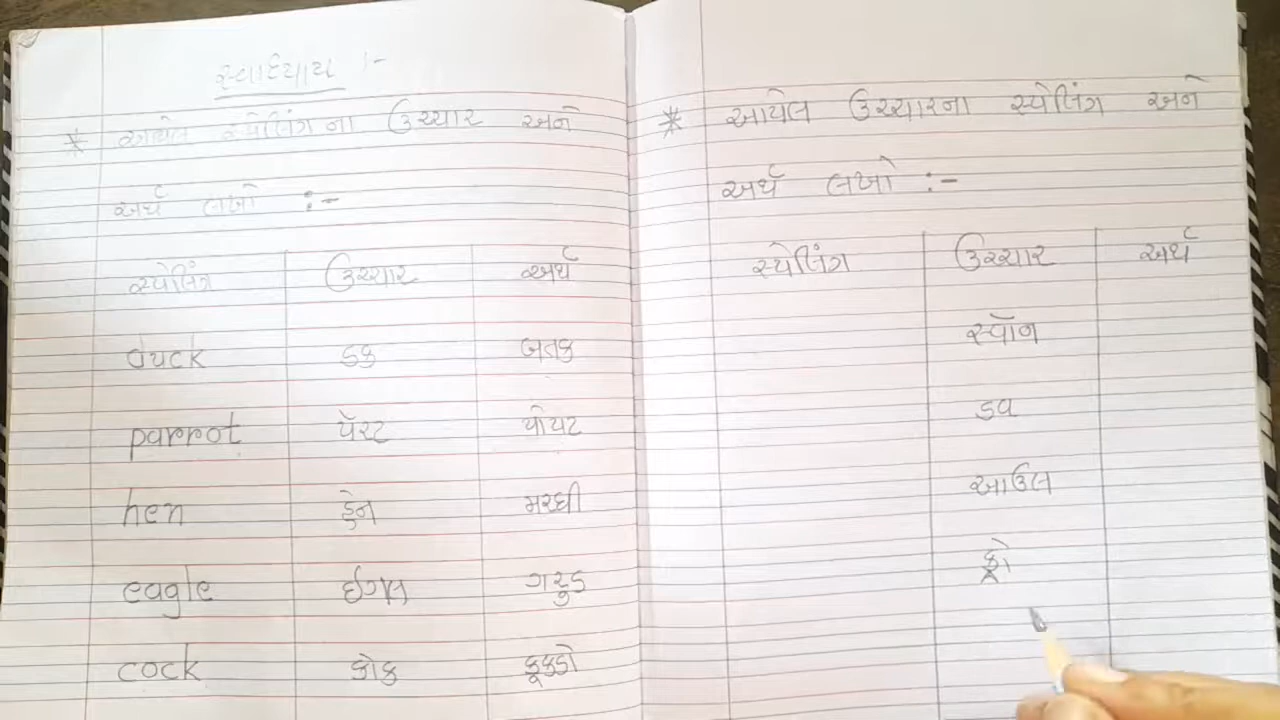 સ્વાધ્યાય :-
* આપેલ સ્પેલિંગના ઉચ્ચાર અને
અર્થ લખો :-
સ્પેલિંગ ઉચ્ચાર અર્થ
duck ડક બતક
parrot પૅરટ પોપટ
hen હેન મરઘી
eagle ઈગલ ગરુડ
cock કોક કૂકડો
* આપેલ ઉચ્ચારના સ્પેલિંગ અને
અર્થ લખો :-
સ્પેલિંગ ઉચ્ચાર અર્થ
સ્વૉન
ડવ
આઉલ
ક્રો